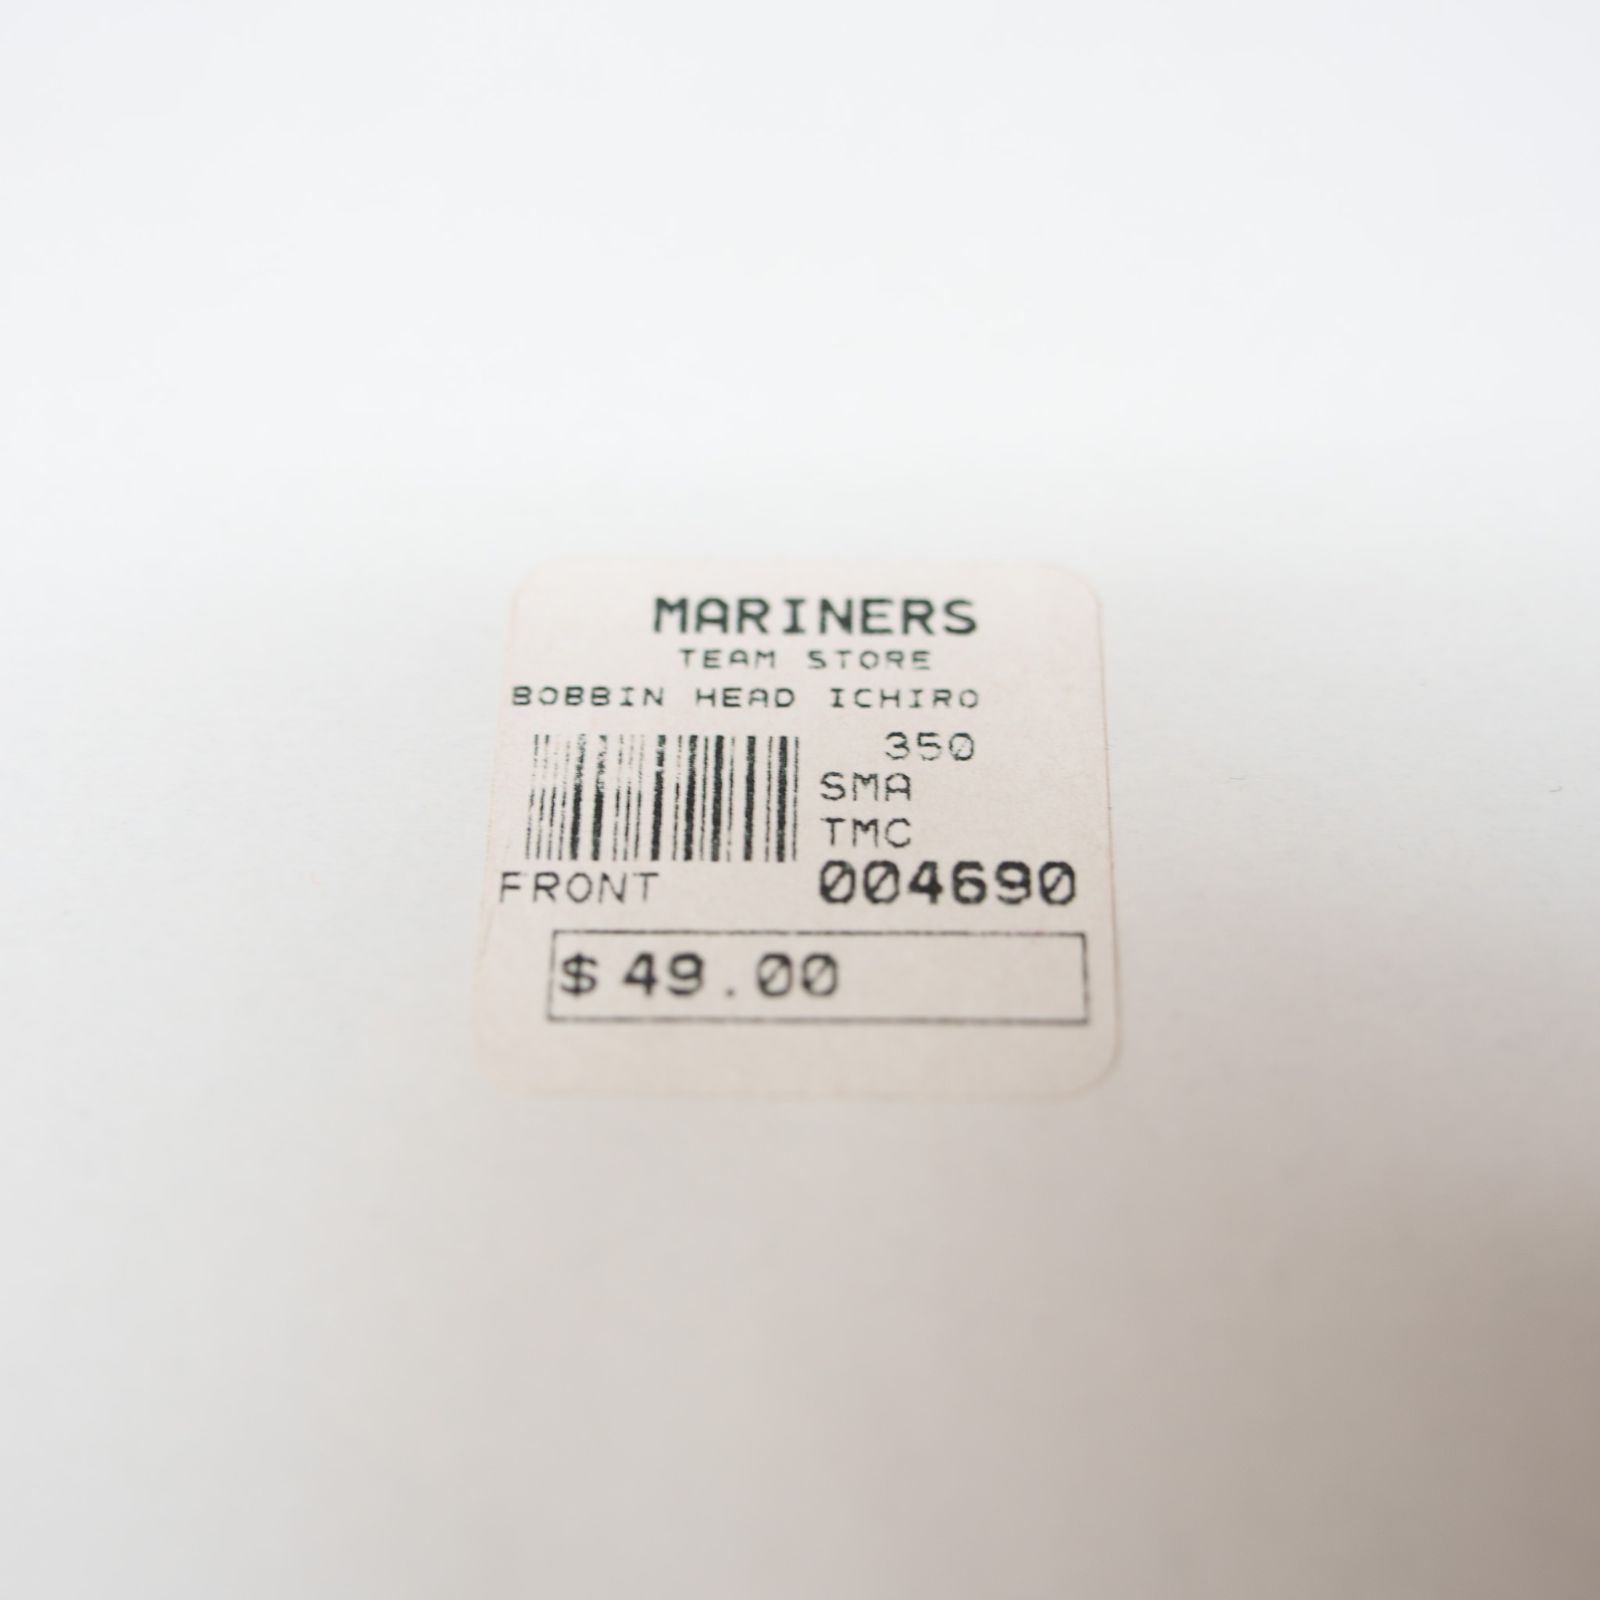 MARINERS
TEAM STORE
BOBBIN HEAD ICHIRO
350
SMA
TMC
FRONT 004690
$ 49.00